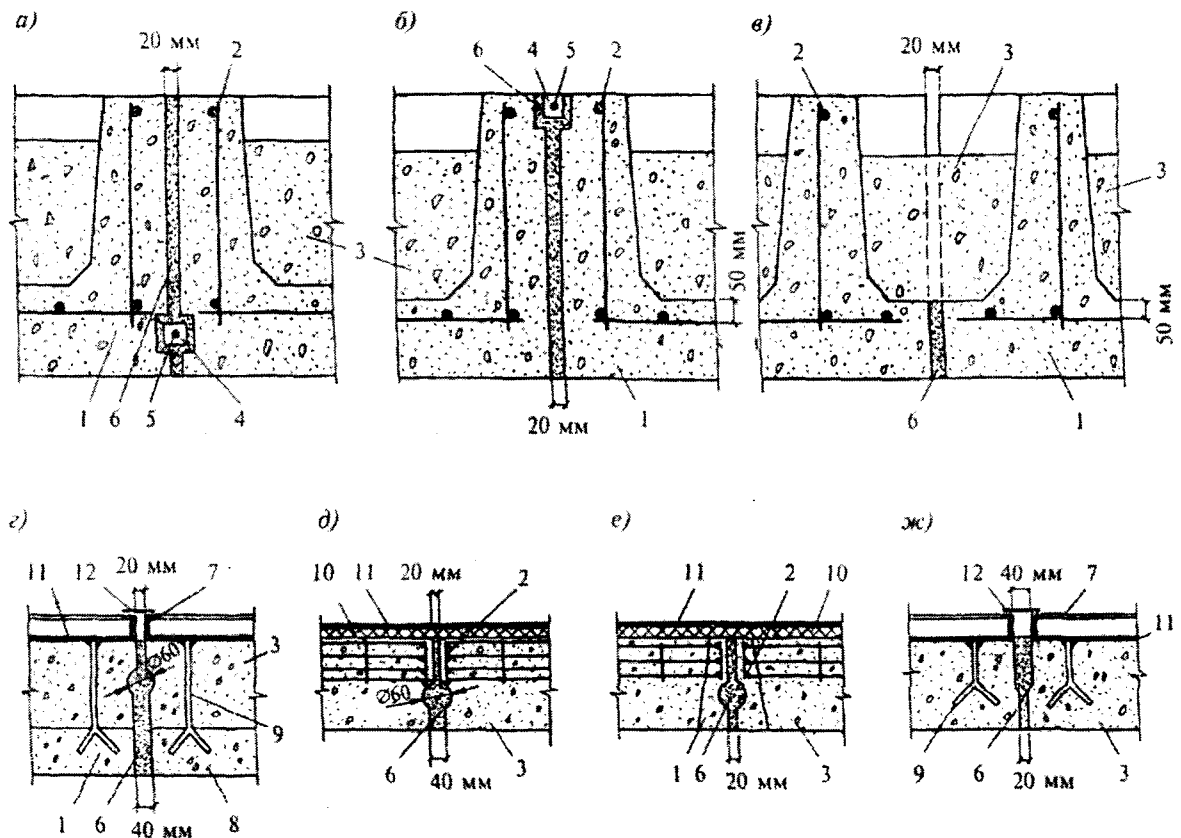 а) б) в)
20 мм 2 6 4 5 2 20 мм 3
2
3
3 3
50 мм 50 мм
1 6 5 4 20 мм 1 6 1
г) д) е) ж)
20 мм 20 мм 40 мм
11 12 7 10 11 2 11 2 10 12 7
11
3
Ø60 Ø60
9
6 3 1 6 3 9 6 3
20 мм 20 мм
1 6 8 40 мм
40 мм